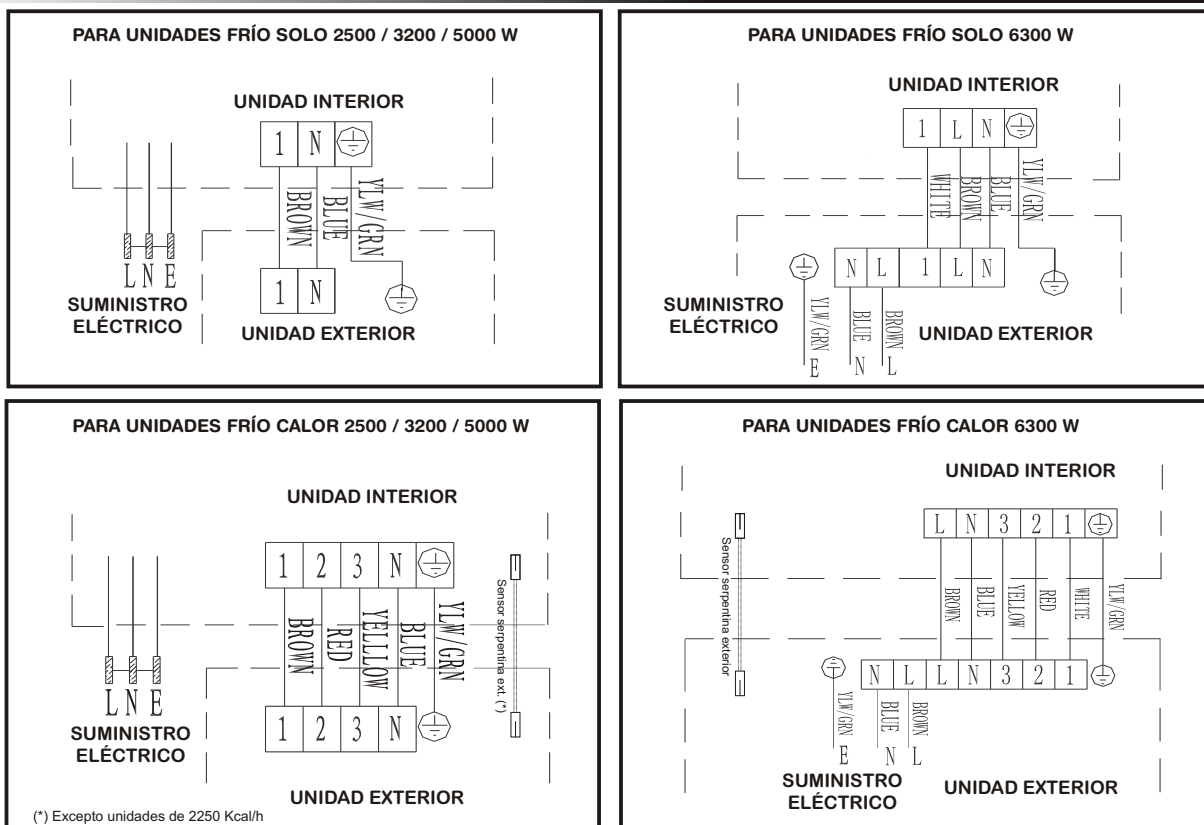 PARA UNIDADES FRÍO SOLO 2500 / 3200 / 5000 W
UNIDAD INTERIOR
1 N
BROWN
BLUE
YLW/GRN
L N E
1 N
SUMINISTRO
ELÉCTRICO
UNIDAD EXTERIOR
PARA UNIDADES FRÍO SOLO 6300 W
UNIDAD INTERIOR
1 L N
WHITE
BROWN
BLUE
YLW/GRN
N L 1 L N
SUMINISTRO
ELÉCTRICO
YLW/GRN
BLUE
BROWN
E N L
UNIDAD EXTERIOR
PARA UNIDADES FRÍO CALOR 2500 / 3200 / 5000 W
UNIDAD INTERIOR
1 2 3 N
BROWN
RED
YELLLOW
BLUE
YLW/GRN
Sensor serpentina ext. (*)
L N E
1 2 3 N
SUMINISTRO
ELÉCTRICO
UNIDAD EXTERIOR
(*) Excepto unidades de 2250 Kcal/h
PARA UNIDADES FRÍO CALOR 6300 W
UNIDAD INTERIOR
L N 3 2 1
Sensor serpentina exterior
BROWN
BLUE
YELLOW
RED
WHITE
YLW/GRN
N L L N 3 2 1
YLW/GRN
BLUE
BROWN
E N L
SUMINISTRO
ELÉCTRICO
UNIDAD EXTERIOR